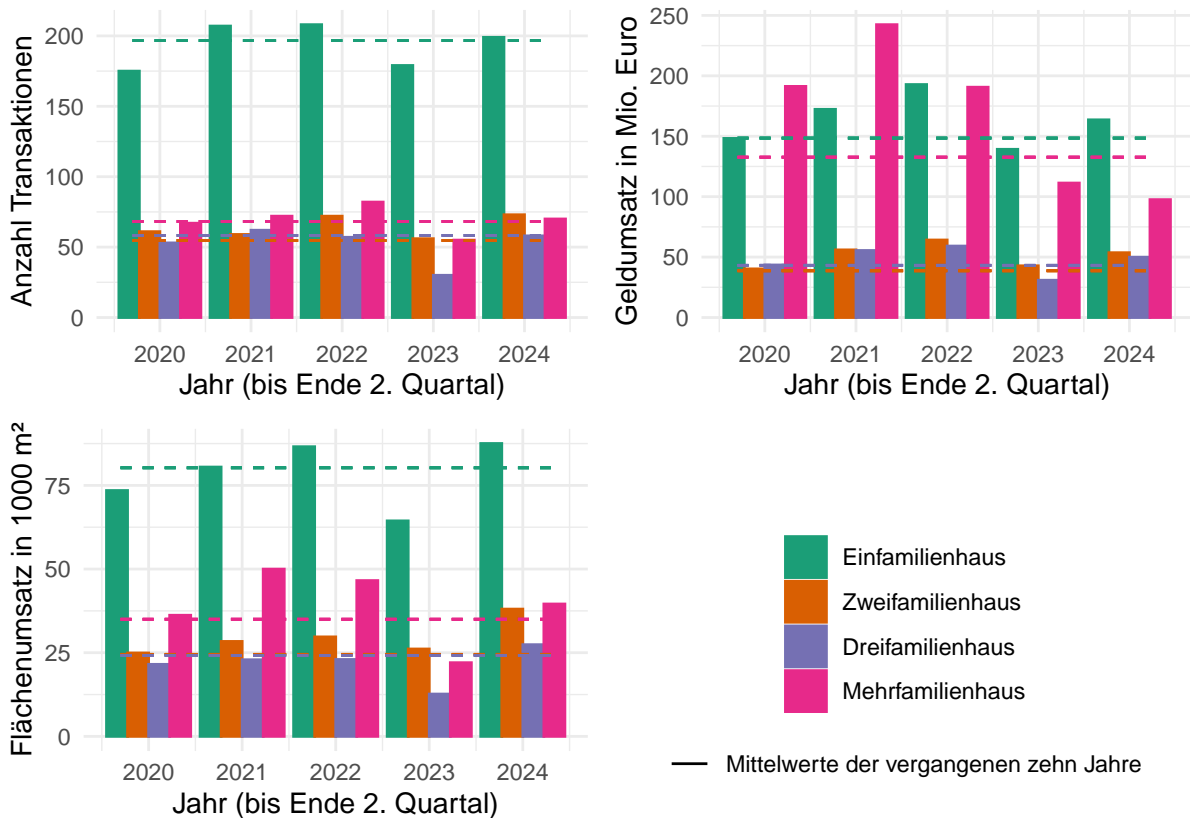 Anzahl Transaktionen
200
150
100
50
0
2020 2021 2022 2023 2024
Jahr (bis Ende 2. Quartal)
Geldumsatz in Mio. Euro
250
200
150
100
50
0
2020 2021 2022 2023 2024
Jahr (bis Ende 2. Quartal)
Flächenumsatz in 1000 m²
75
50
25
0
2020 2021 2022 2023 2024
Jahr (bis Ende 2. Quartal)
Einfamilienhaus
Zweifamilienhaus
Dreifamilienhaus
Mehrfamilienhaus
Mittelwerte der vergangenen zehn Jahre